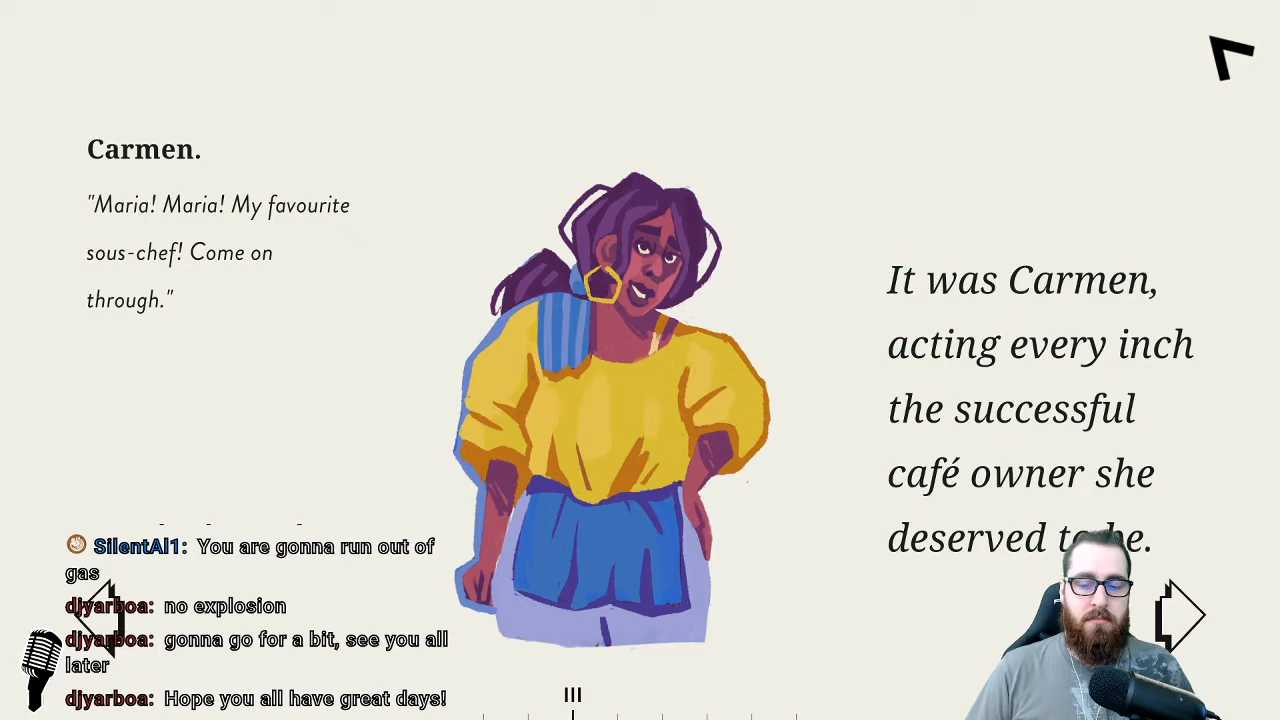 Carmen.
"Maria! Maria! My favourite
sous-chef! Come on
through."
It was Carmen,
acting every inch
the successful
café owner she
deserved to be.
SilentAl1: You are gonna run out of
gas
djyarboa: no explosion
djyarboa: gonna go for a bit, see you all
later
djyarboa: Hope you all have great days!
III